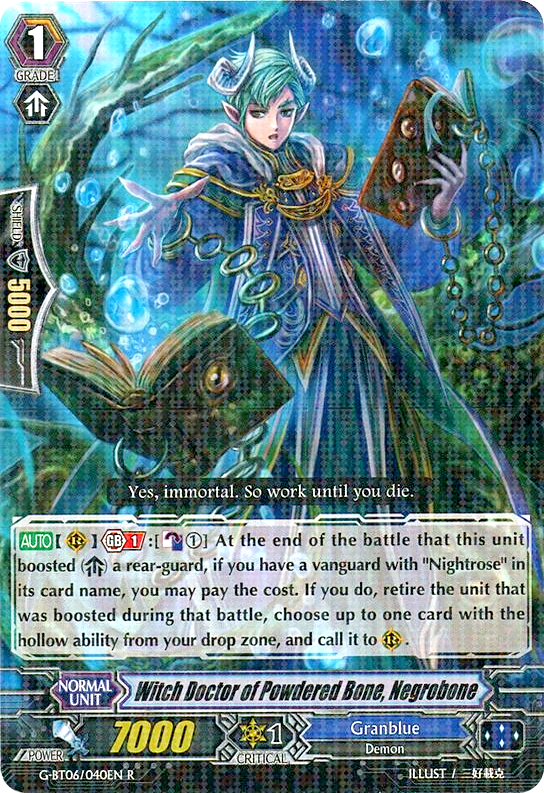 1
GRADE
SHIELD
5000
Yes, immortal. So work until you die.
AUTO【 R 】 GB 1 :[ ①] At the end of the battle that this unit
boosted ( ) a rear-guard, if you have a vanguard with "Nightrose" in
its card name, you may pay the cost. If you do, retire the unit that
was boosted during that battle, choose up to one card with the
hollow ability from your drop zone, and call it to R .
NORMAL
UNIT
Witch Doctor of Powdered Bone, Negrobone
POWER
7000
1
CRITICAL
Granblue
Demon
G-BT06/040EN R
ILLUST / 三好載克